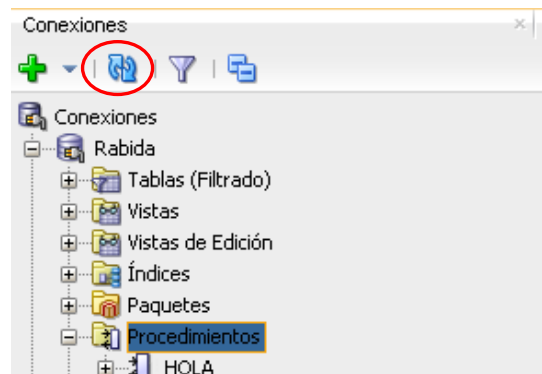 Conexiones
Conexiones
Rabida
Tablas (Filtrado)
Vistas
Vistas de Edición
Índices
Paquetes
Procedimientos
HOLA